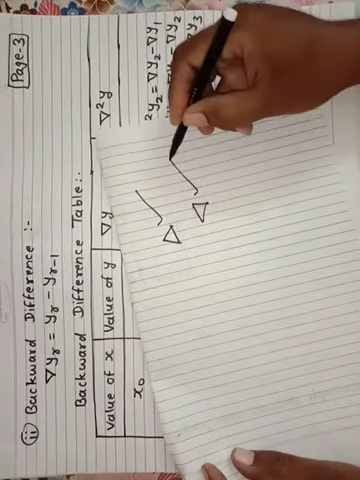 Page-3
(ii) Backward Difference :-
∇yᵣ = yᵣ - yᵣ₋₁
Backward Difference Table:-
Value of x | Value of y | ∇y | ∇²y
x₀
²y₂ = ∇y₂ - ∇y₁
∇y₂
∇y₃
∇
∇